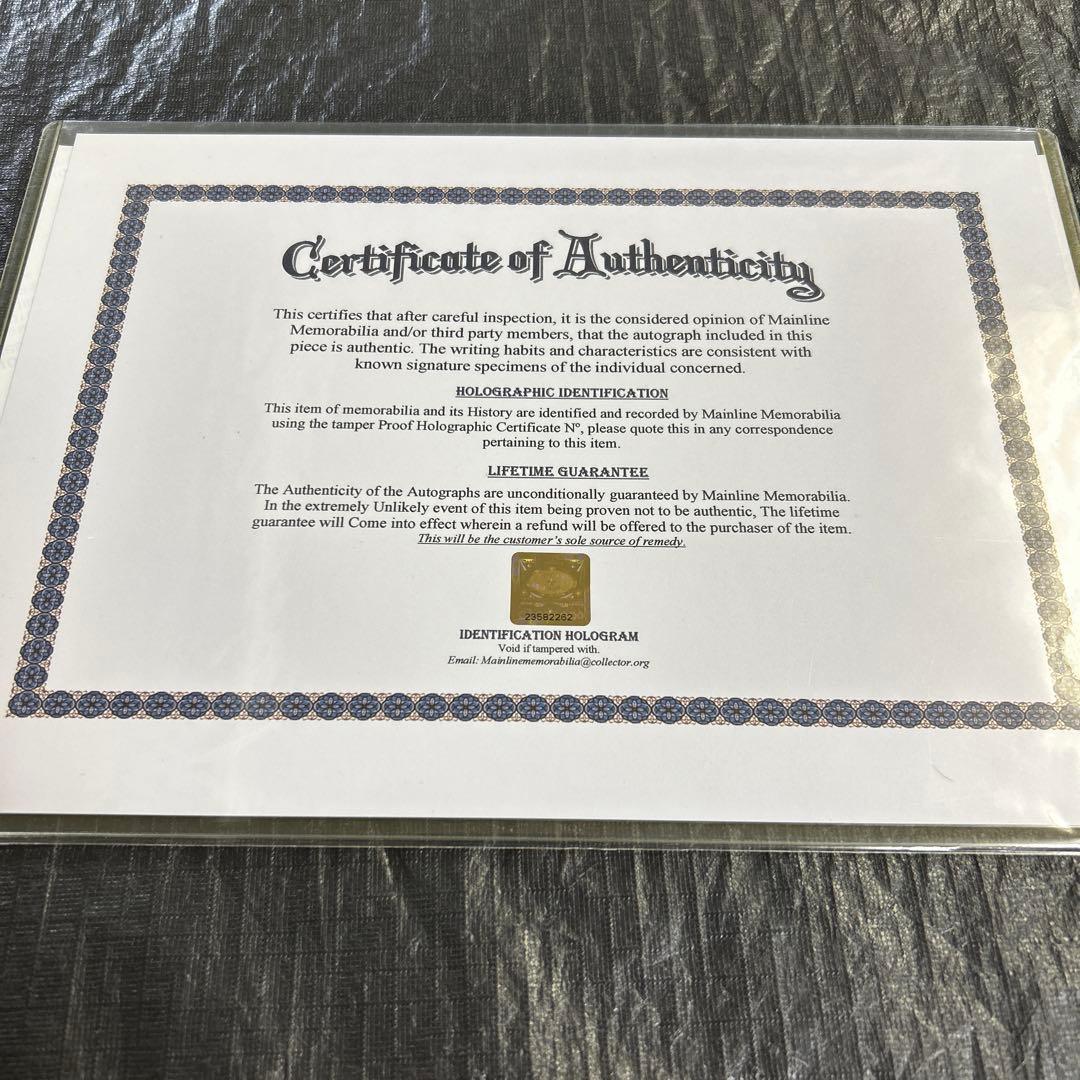 Certificate of Authenticity
This certifies that after careful inspection, it is the considered opinion of Mainline
Memorabilia and/or third party members, that the autograph included in this
piece is authentic. The writing habits and characteristics are consistent with
known signature specimens of the individual concerned.
HOLOGRAPHIC IDENTIFICATION
This item of memorabilia and its History are identified and recorded by Mainline Memorabilia
using the tamper Proof Holographic Certificate Nº, please quote this in any correspondence
pertaining to this item.
LIFETIME GUARANTEE
The Authenticity of the Autographs are unconditionally guaranteed by Mainline Memorabilia.
In the extremely Unlikely event of this item being proven not to be authentic, The lifetime
guarantee will Come into effect wherein a refund will be offered to the purchaser of the item.
This will be the customer's sole source of remedy.
23582262
IDENTIFICATION HOLOGRAM
Void if tampered with.
Email: Mainlinememorabilia@collector.org